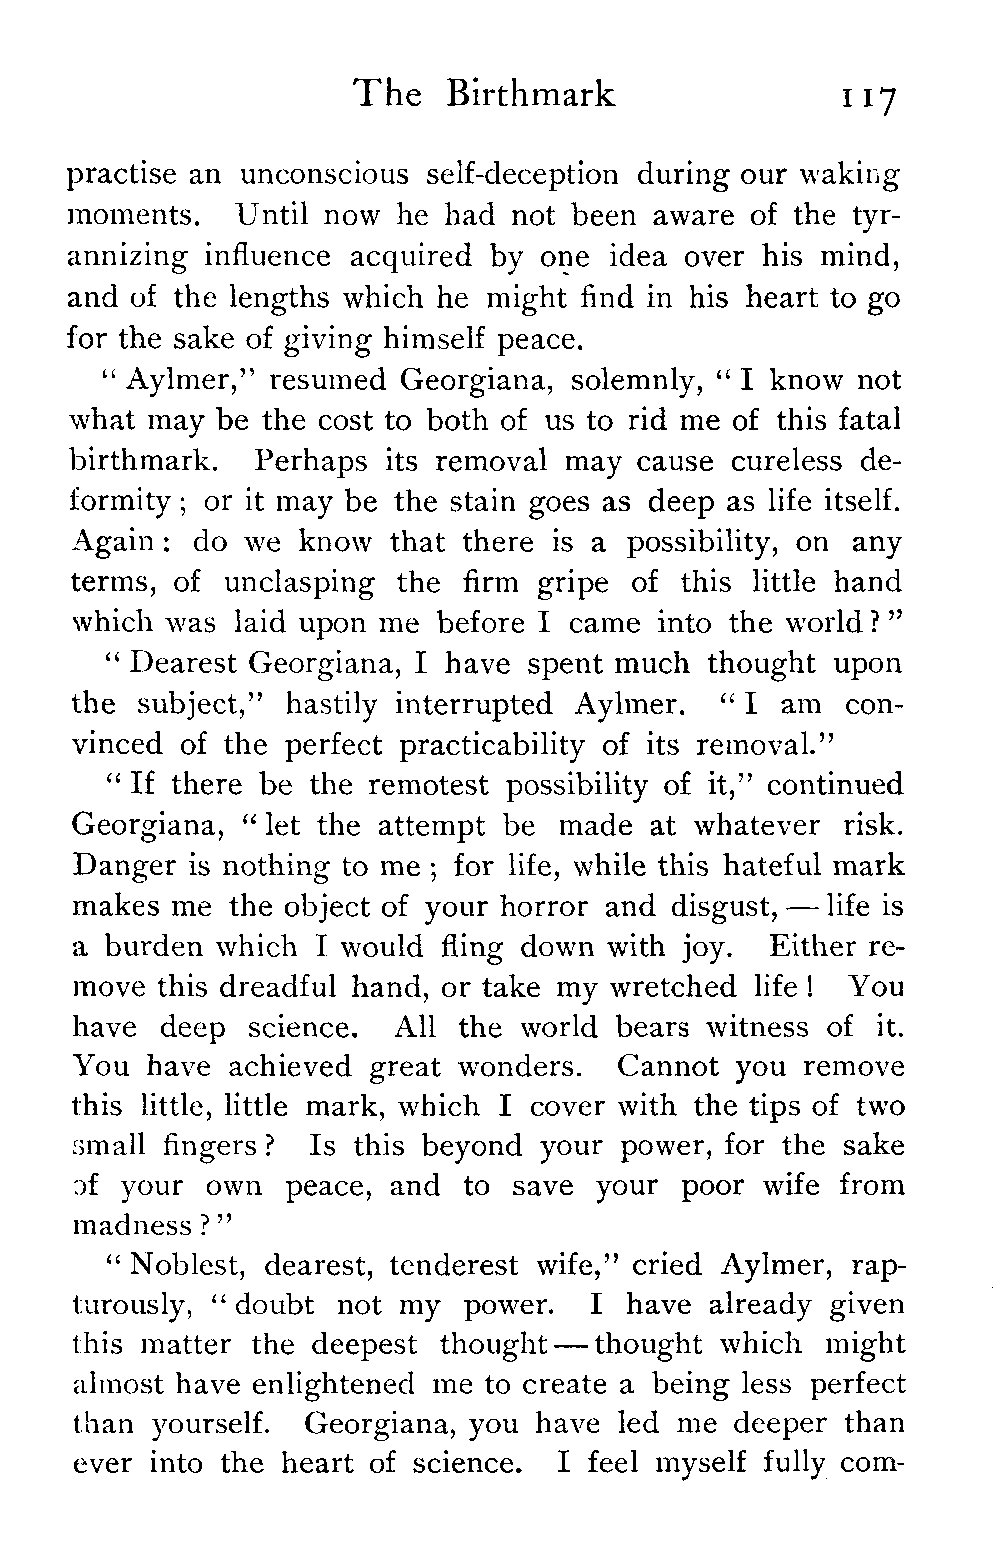 The Birthmark 117
practise an unconscious self-deception during our waking
moments. Until now he had not been aware of the tyr-
annizing influence acquired by one idea over his mind,
and of the lengths which he might find in his heart to go
for the sake of giving himself peace.
“ Aylmer,” resumed Georgiana, solemnly, “ I know not
what may be the cost to both of us to rid me of this fatal
birthmark. Perhaps its removal may cause cureless de-
formity ; or it may be the stain goes as deep as life itself.
Again : do we know that there is a possibility, on any
terms, of unclasping the firm gripe of this little hand
which was laid upon me before I came into the world ? ”
“ Dearest Georgiana, I have spent much thought upon
the subject,” hastily interrupted Aylmer. “ I am con-
vinced of the perfect practicability of its removal.”
“ If there be the remotest possibility of it,” continued
Georgiana, “ let the attempt be made at whatever risk.
Danger is nothing to me ; for life, while this hateful mark
makes me the object of your horror and disgust, — life is
a burden which I would fling down with joy. Either re-
move this dreadful hand, or take my wretched life ! You
have deep science. All the world bears witness of it.
You have achieved great wonders. Cannot you remove
this little, little mark, which I cover with the tips of two
small fingers ? Is this beyond your power, for the sake
of your own peace, and to save your poor wife from
madness ? ”
“ Noblest, dearest, tenderest wife,” cried Aylmer, rap-
turously, “ doubt not my power. I have already given
this matter the deepest thought — thought which might
almost have enlightened me to create a being less perfect
than yourself. Georgiana, you have led me deeper than
ever into the heart of science. I feel myself fully com-